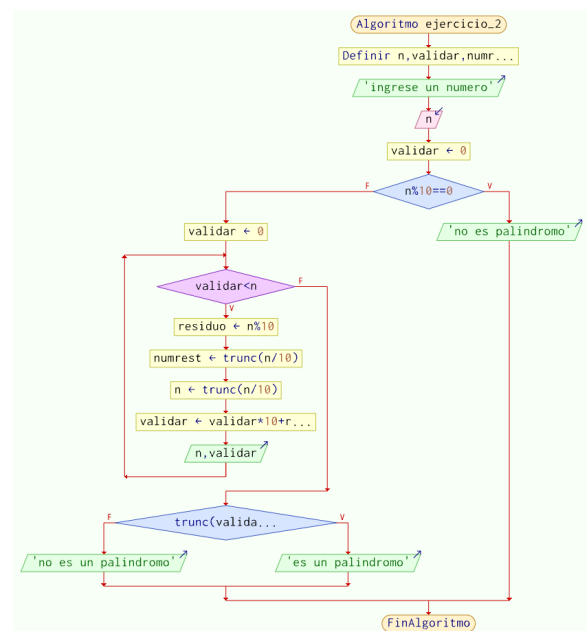 Algoritmo ejercicio_2
Definir n,validar,numr...
'ingrese un numero'
n
validar ← 0
n%10==0
F
V
validar ← 0
'no es palindromo'
validar<n
F
V
residuo ← n%10
numrest ← trunc(n/10)
n ← trunc(n/10)
validar ← validar*10+r...
n,validar
trunc(valida...
F
V
'no es un palindromo'
'es un palindromo'
FinAlgoritmo